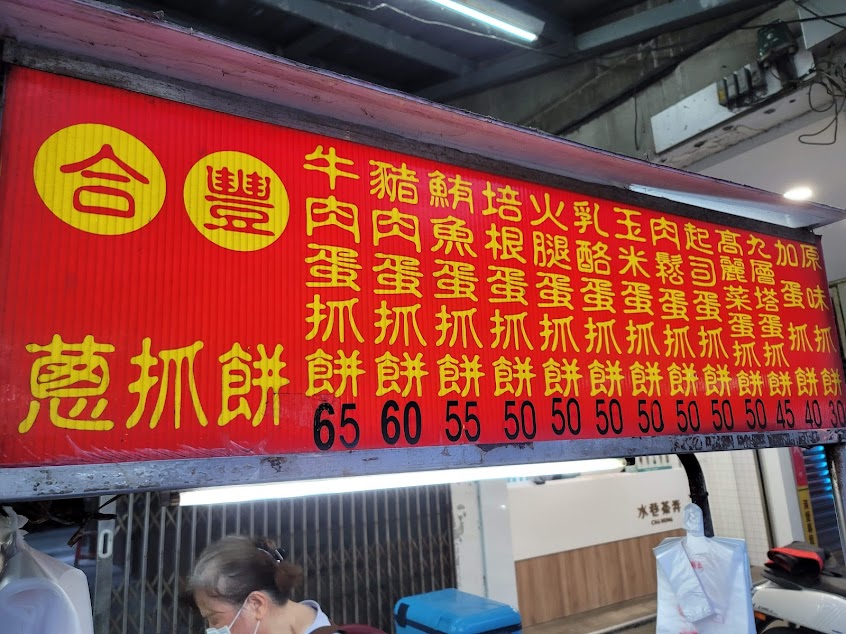 合豐
蔥抓餅
牛肉蛋抓餅 65
豬肉蛋抓餅 60
鮪魚蛋抓餅 55
培根蛋抓餅 50
火腿蛋抓餅 50
乳酪蛋抓餅 50
玉米蛋抓餅 50
肉鬆蛋抓餅 50
起司蛋抓餅 50
高麗菜蛋抓餅 50
九層塔蛋抓餅 45
加蛋抓餅 40
原味抓餅 30
水巷茶弄